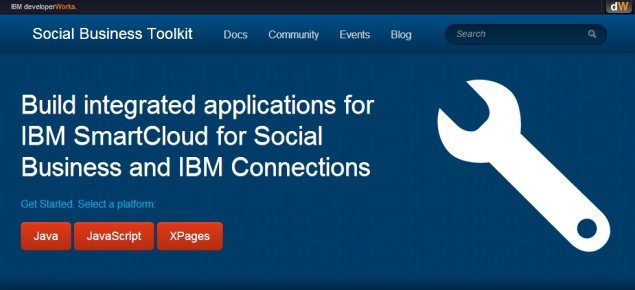 IBM developerWorks.
dW
Social Business Toolkit
Docs
Community
Events
Blog
Search
Build integrated applications for
IBM SmartCloud for Social
Business and IBM Connections
Get Started. Select a platform:
Java
JavaScript
XPages